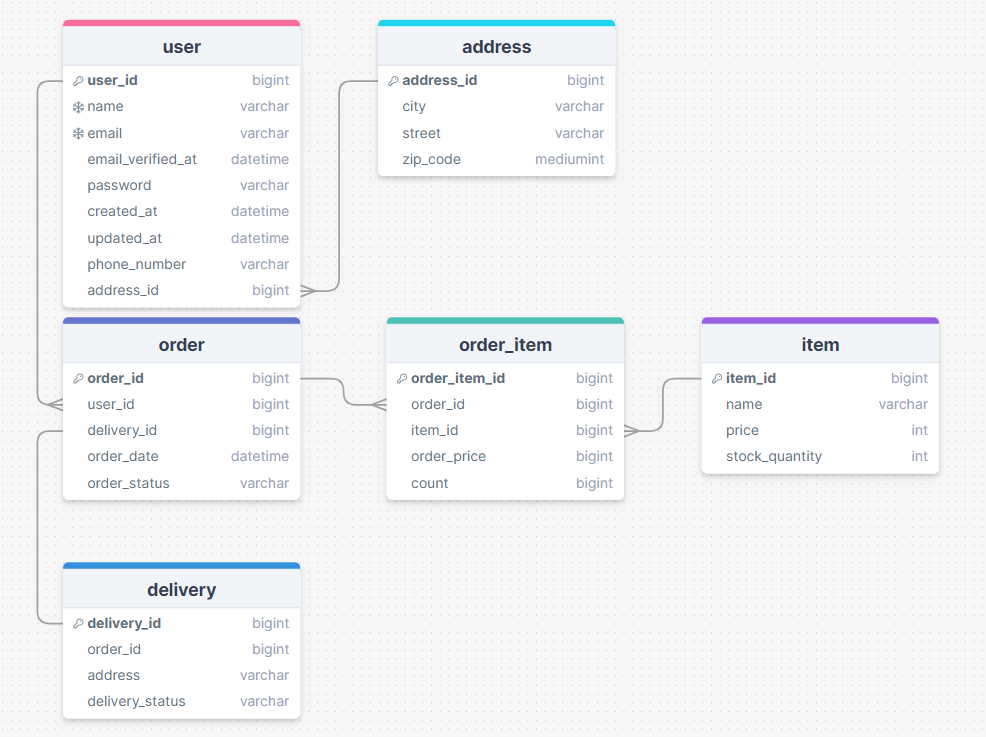 user
user_id bigint
name varchar
email varchar
email_verified_at datetime
password varchar
created_at datetime
updated_at datetime
phone_number varchar
address_id bigint
address
address_id bigint
city varchar
street varchar
zip_code mediumint
order
order_id bigint
user_id bigint
delivery_id bigint
order_date datetime
order_status varchar
order_item
order_item_id bigint
order_id bigint
item_id bigint
order_price bigint
count bigint
item
item_id bigint
name varchar
price int
stock_quantity int
delivery
delivery_id bigint
order_id bigint
address varchar
delivery_status varchar